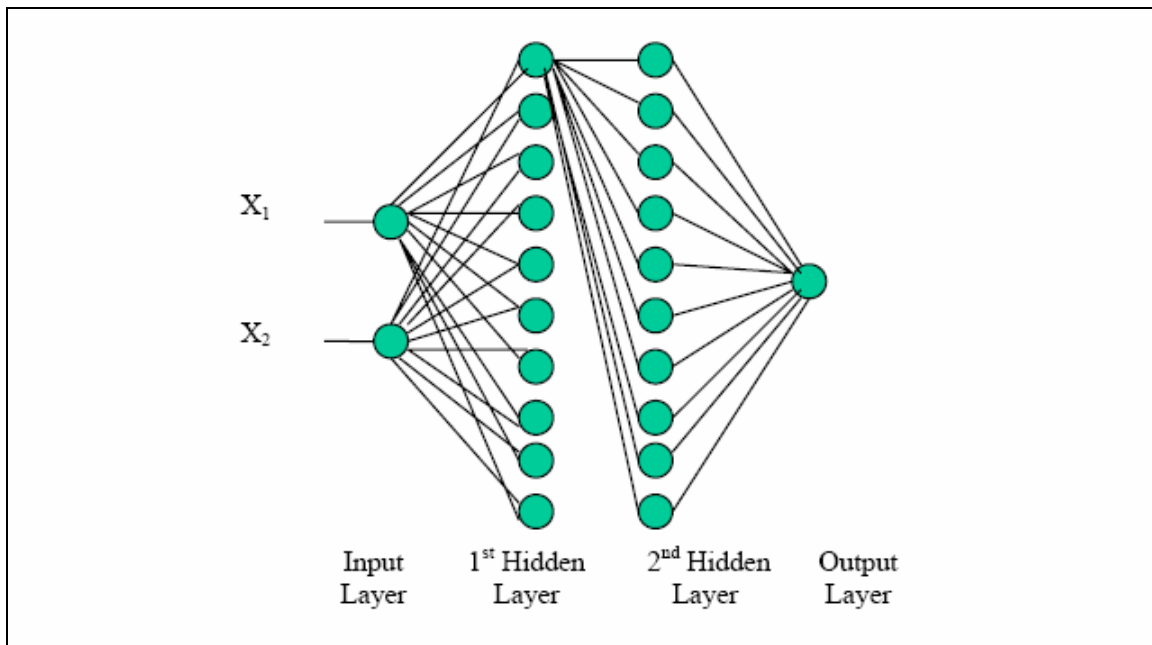 X₁
X₂
Input
Layer
1ˢᵗ Hidden
Layer
2ⁿᵈ Hidden
Layer
Output
Layer